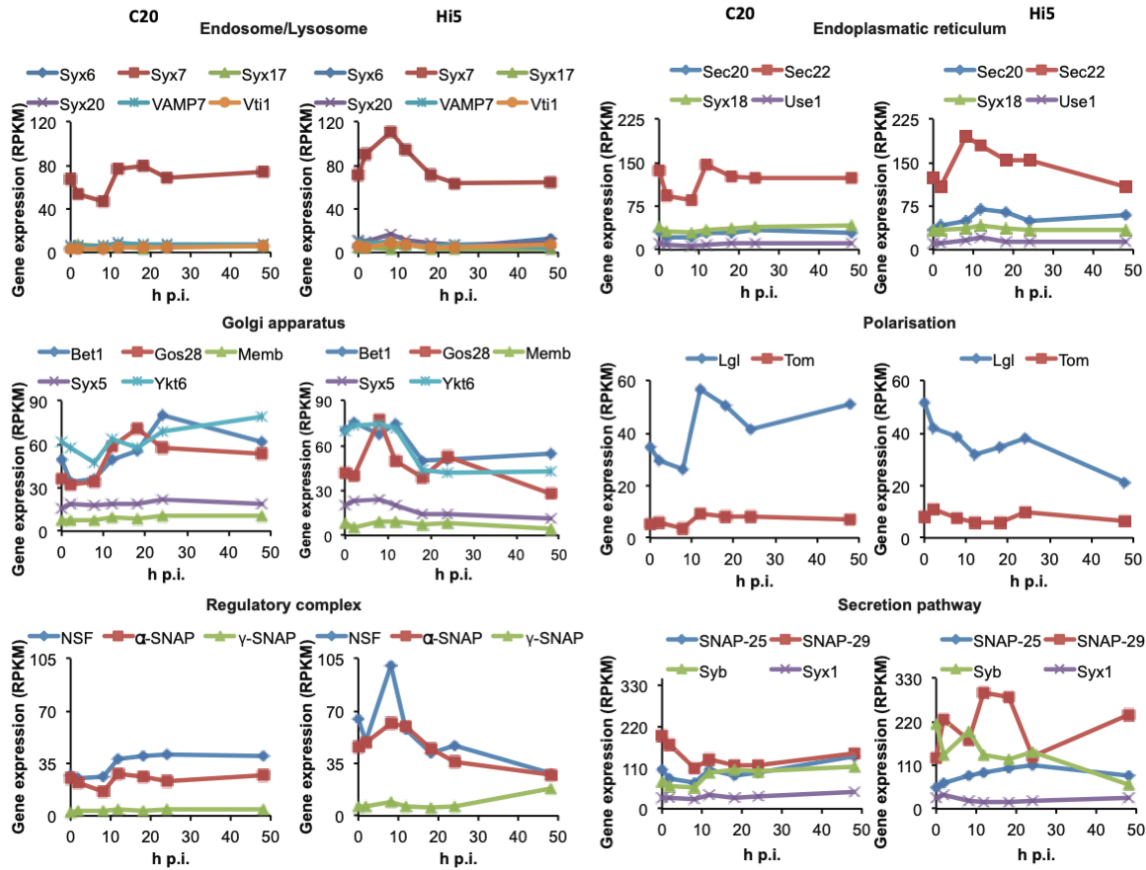 C20 Hi5
Endosome/Lysosome
Syx6 Syx7 Syx17 Syx6 Syx7 Syx17
Syx20 VAMP7 Vti1 Syx20 VAMP7 Vti1
Gene expression (RPKM)
120
80
40
0
0 10 20 30 40 50
h p.i.
Gene expression (RPKM)
120
80
40
0
0 10 20 30 40 50
h p.i.
C20 Hi5
Endoplasmatic reticulum
Sec20 Sec22 Sec20 Sec22
Syx18 Use1 Syx18 Use1
Gene expression (RPKM)
225
150
75
0
0 10 20 30 40 50
h p.i.
Gene expression (RPKM)
225
150
75
0
0 10 20 30 40 50
h p.i.
Golgi apparatus
Bet1 Gos28 Memb Bet1 Gos28 Memb
Syx5 Ykt6 Syx5 Ykt6
Gene expression (RPKM)
90
60
30
0
0 10 20 30 40 50
h p.i.
Gene expression (RPKM)
90
60
30
0
0 10 20 30 40 50
h p.i.
Polarisation
Lgl Tom Lgl Tom
Gene expression (RPKM)
60
40
20
0
0 10 20 30 40 50
h p.i.
Gene expression (RPKM)
60
40
20
0
0 10 20 30 40 50
h p.i.
Regulatory complex
NSF α-SNAP γ-SNAP NSF α-SNAP γ-SNAP
Gene expression (RPKM)
105
70
35
0
0 10 20 30 40 50
h p.i.
Gene expression (RPKM)
105
70
35
0
0 10 20 30 40 50
h p.i.
Secretion pathway
SNAP-25 SNAP-29 SNAP-25 SNAP-29
Syb Syx1 Syb Syx1
Gene expression (RPKM)
330
220
110
0
0 10 20 30 40 50
h p.i.
Gene expression (RPKM)
330
220
110
0
0 10 20 30 40 50
h p.i.